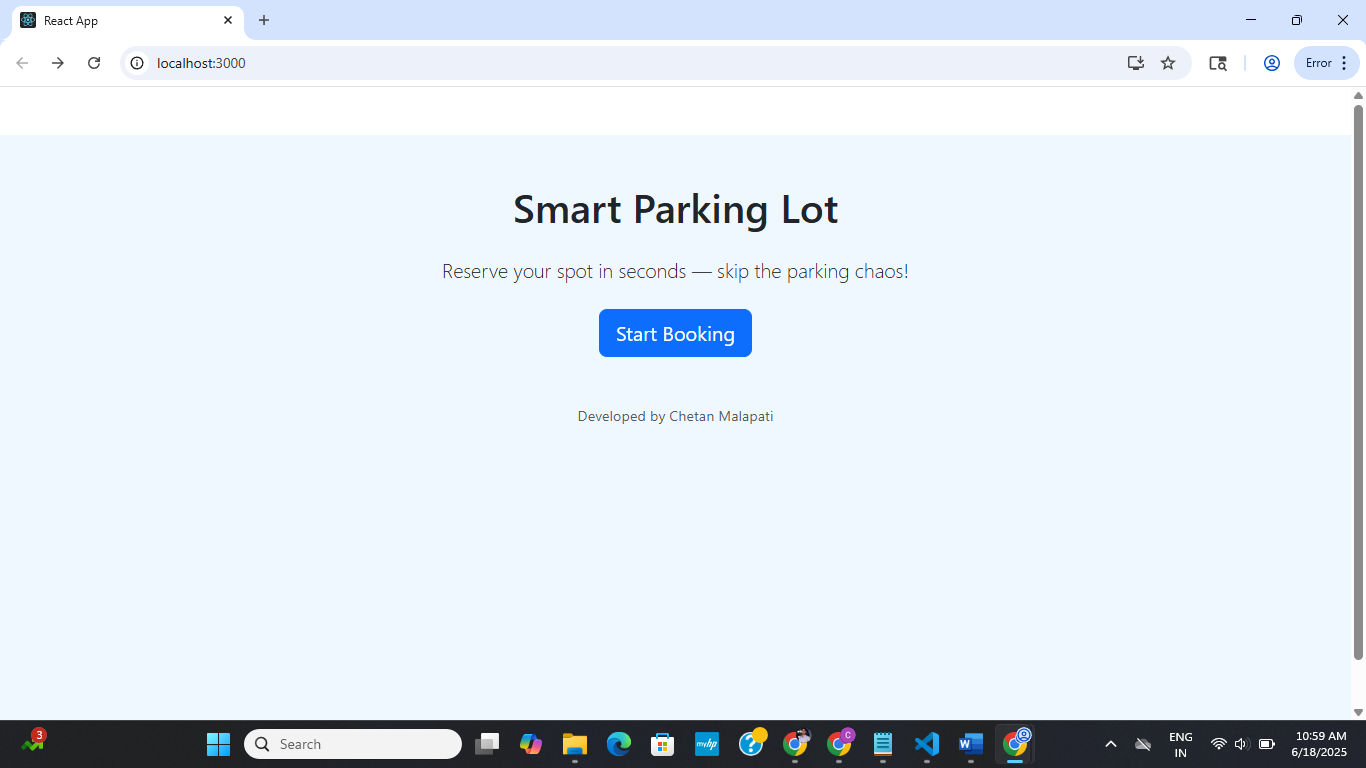 React App
localhost:3000
Error
Smart Parking Lot
Reserve your spot in seconds — skip the parking chaos!
Start Booking
Developed by Chetan Malapati
3
Search
myhp
C
ENG
IN
10:59 AM
6/18/2025